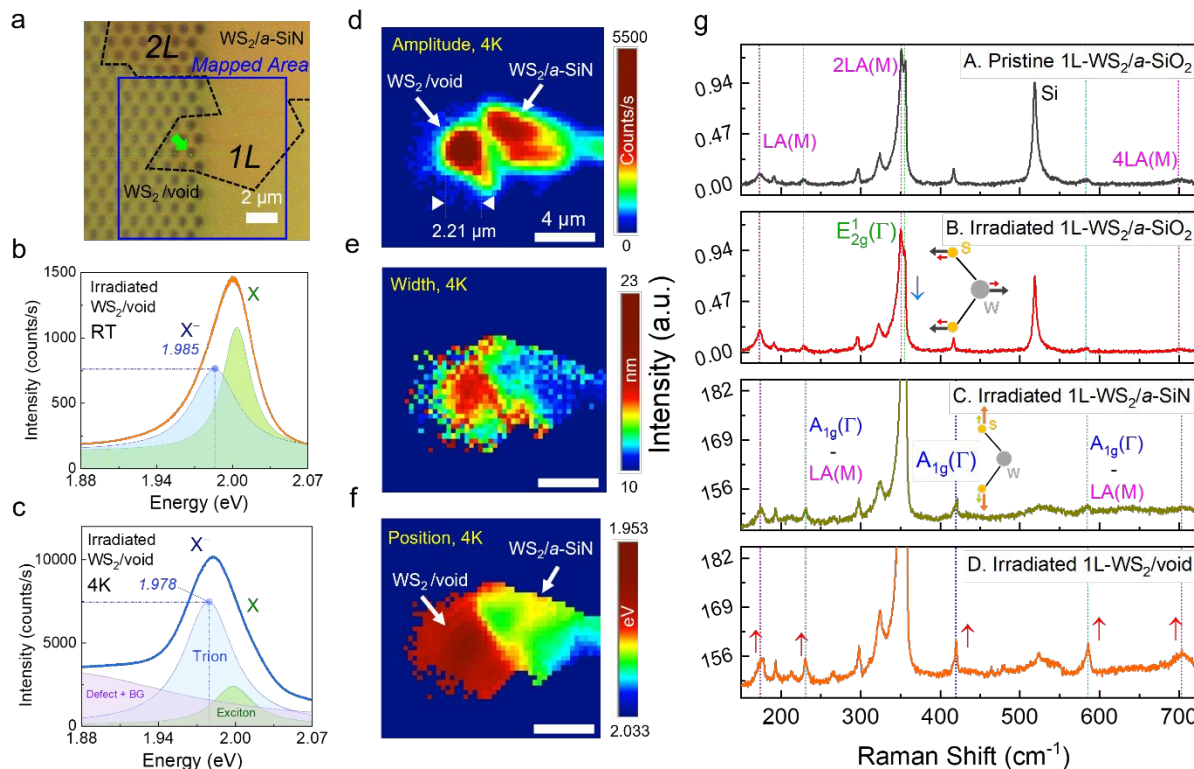 a
2L
WS2/a-SiN
Mapped Area
1L
WS2/void
2 μm
b
1500
1000
500
0
Intensity (counts/s)
Irradiated
WS2/void
RT
X⁻
1.985
X
1.88
1.94
2.00
2.07
Energy (eV)
c
10000
5000
0
Intensity (counts/s)
Irradiated
WS2/void
4K
X⁻
1.978
X
Trion
Defect + BG
Exciton
1.88
1.94
2.00
2.07
Energy (eV)
d
Amplitude, 4K
WS2/void
WS2/a-SiN
2.21 μm
4 μm
5500
Counts/s
0
e
Width, 4K
23
nm
10
f
Position, 4K
WS2/void
WS2/a-SiN
1.953
eV
2.033
g
Intensity (a.u.)
0.94
0.47
0.00
A. Pristine 1L-WS2/a-SiO2
2LA(M)
Si
LA(M)
4LA(M)
0.94
0.47
0.00
B. Irradiated 1L-WS2/a-SiO2
E¹2g(Γ)
S
W
182
169
156
C. Irradiated 1L-WS2/a-SiN
A1g(Γ)
-
LA(M)
A1g(Γ)
S
W
A1g(Γ)
-
LA(M)
182
169
156
D. Irradiated 1L-WS2/void
200
300
400
500
600
700
Raman Shift (cm⁻¹)